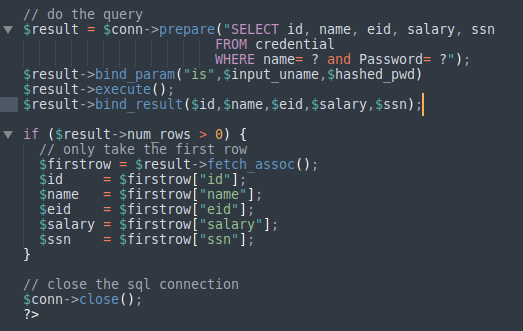 // do the query
$result = $conn->prepare("SELECT id, name, eid, salary, ssn
FROM credential
WHERE name= ? and Password= ?");
$result->bind_param("is",$input_uname,$hashed_pwd)
$result->execute();
$result->bind_result($id,$name,$eid,$salary,$ssn);
if ($result->num_rows > 0) {
// only take the first row
$firstrow = $result->fetch_assoc();
$id = $firstrow["id"];
$name = $firstrow["name"];
$eid = $firstrow["eid"];
$salary = $firstrow["salary"];
$ssn = $firstrow["ssn"];
}
// close the sql connection
$conn->close();
?>